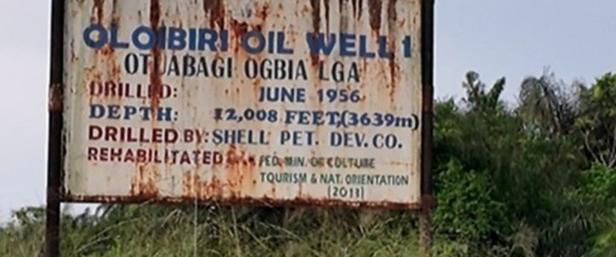 OLOIBIRI OIL WELL 1
OTUABAGI OGBIA LGA
DRILLED: JUNE 1956
DEPTH: 12,008 FEET,(3639m)
DRILLED BY: SHELL PET. DEV. CO.
REHABILITATED FED. MIN. OF CULTURE
TOURISM & NAT. ORIENTATION
(2011)